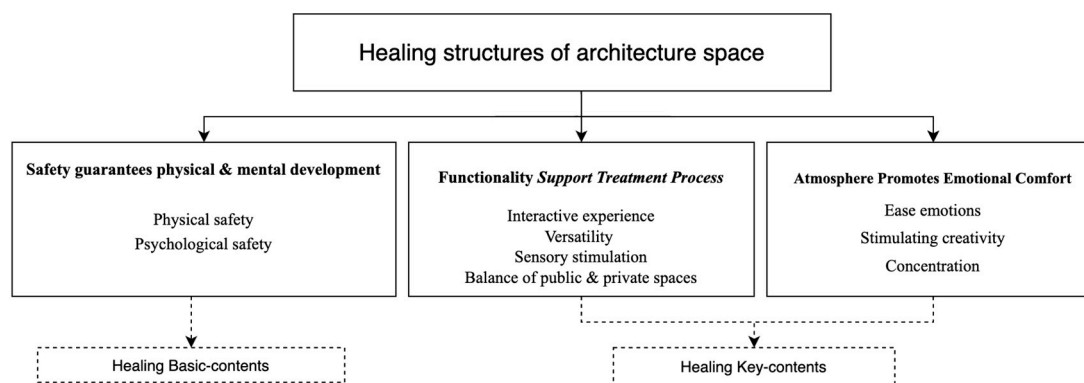 Healing structures of architecture space
Safety guarantees physical & mental development
Physical safety
Psychological safety
Functionality Support Treatment Process
Interactive experience
Versatility
Sensory stimulation
Balance of public & private spaces
Atmosphere Promotes Emotional Comfort
Ease emotions
Stimulating creativity
Concentration
Healing Basic-contents
Healing Key-contents